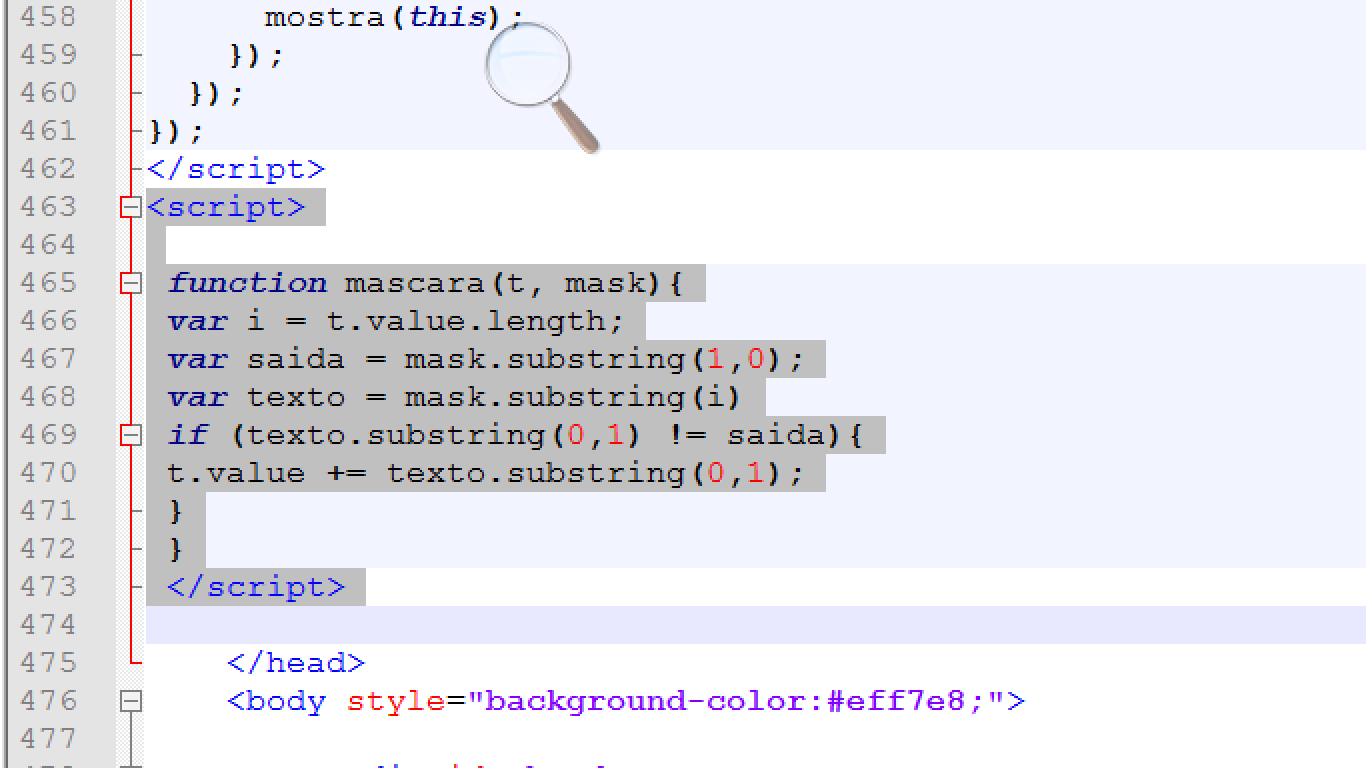 458 mostra(this);
459 });
460 });
461 });
462 </script>
463 <script>
464
465 function mascara(t, mask){
466 var i = t.value.length;
467 var saida = mask.substring(1,0);
468 var texto = mask.substring(i)
469 if (texto.substring(0,1) != saida){
470 t.value += texto.substring(0,1);
471 }
472 }
473 </script>
474
475 </head>
476 <body style="background-color:#eff7e8;">
477